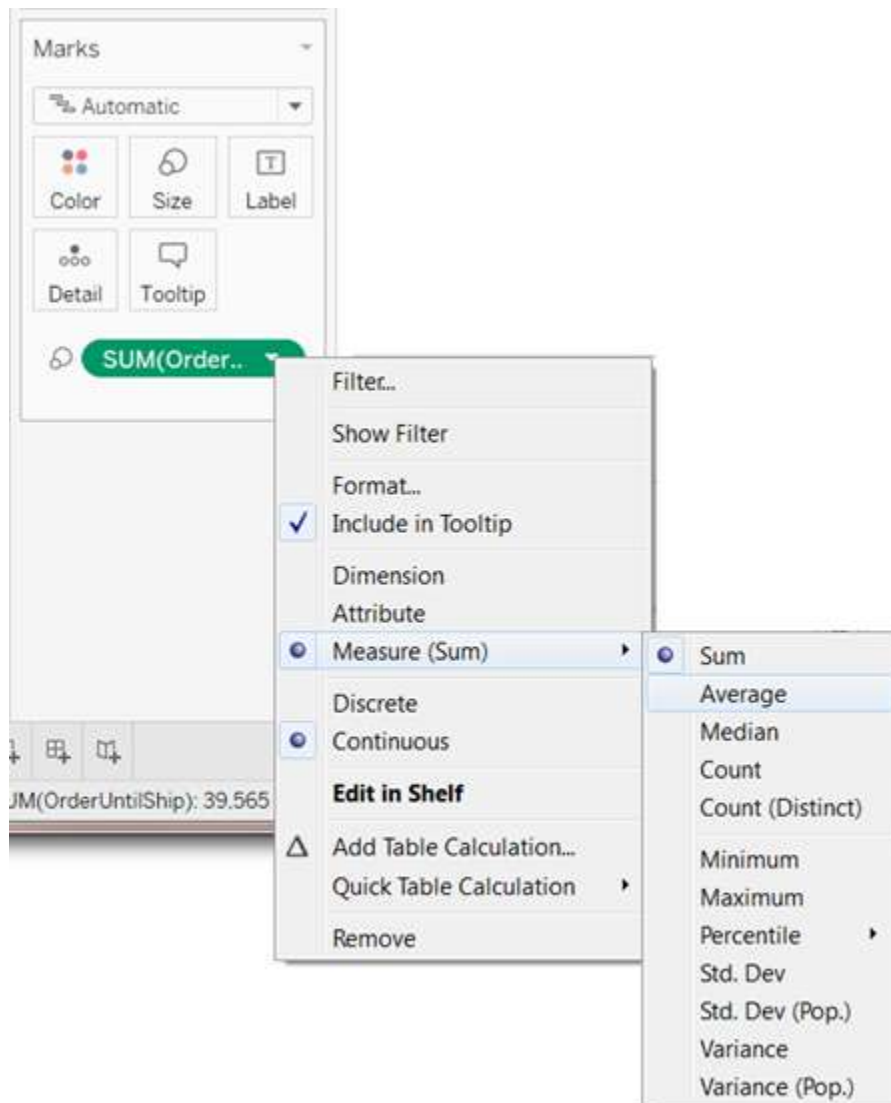 Marks
Automatic
Color Size Label
Detail Tooltip
SUM(Order..
Filter...
Show Filter
Format...
Include in Tooltip
Dimension
Attribute
Measure (Sum)
Discrete
Continuous
Edit in Shelf
Add Table Calculation...
Quick Table Calculation
Remove
Sum
Average
Median
Count
Count (Distinct)
Minimum
Maximum
Percentile
Std. Dev
Std. Dev (Pop.)
Variance
Variance (Pop.)
UM(OrderUntilShip): 39.565